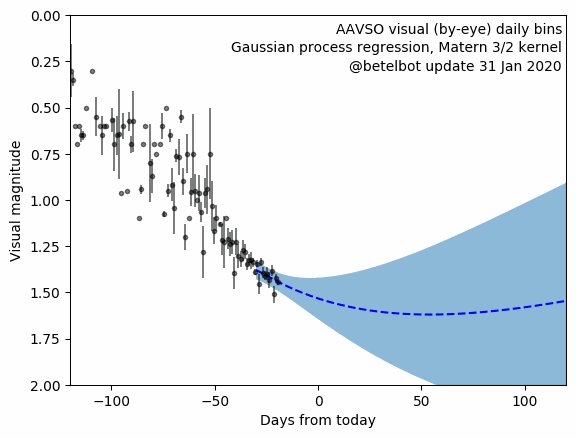 AAVSO visual (by-eye) daily bins
Gaussian process regression, Matern 3/2 kernel
@betelbot update 31 Jan 2020
0.00
0.25
0.50
0.75
1.00
1.25
1.50
1.75
2.00
Visual magnitude
−100
−50
0
50
100
Days from today